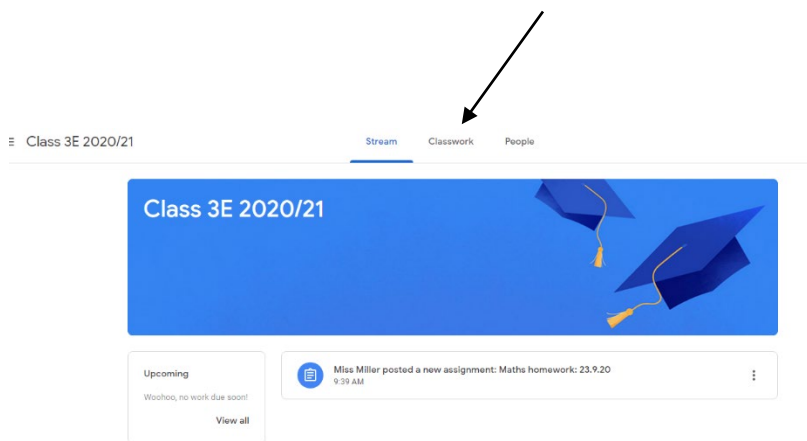 Class 3E 2020/21
Stream Classwork People
Class 3E 2020/21
Upcoming
Woohoo, no work due soon!
View all
Miss Miller posted a new assignment: Maths homework: 23.9.20
9:39 AM